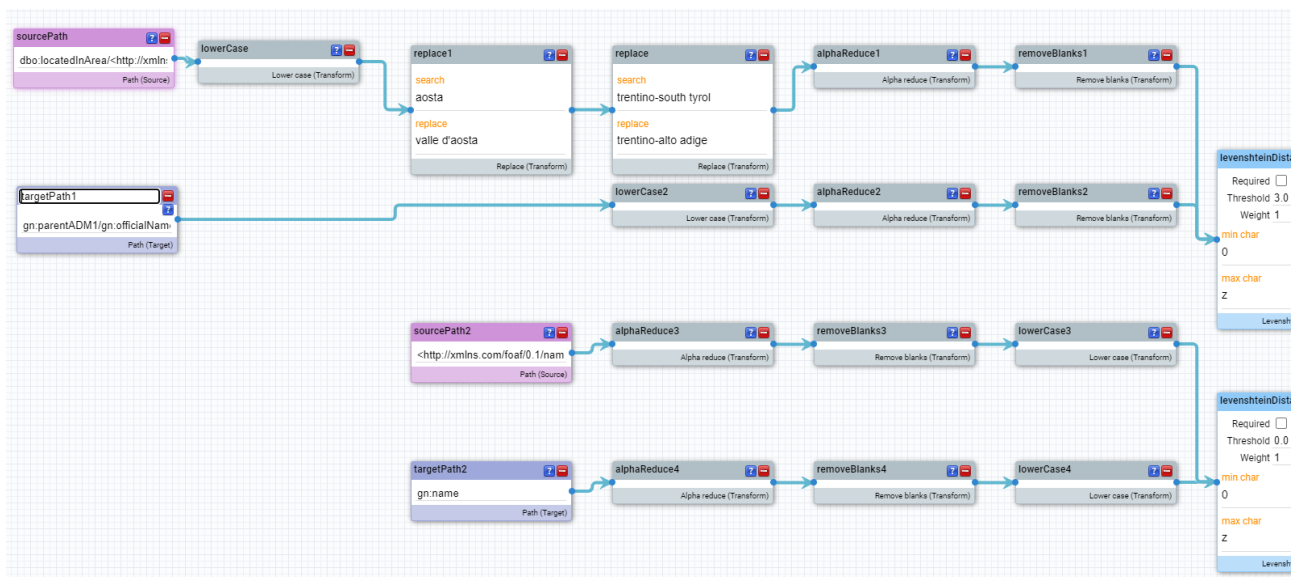 sourcePath
dbo:locatedInArea/<http://xmln:
Path (Source)
lowerCase
Lower case (Transform)
replace1
search
aosta
replace
valle d'aosta
Replace (Transform)
replace
search
trentino-south tyrol
replace
trentino-alto adige
Replace (Transform)
alphaReduce1
Alpha reduce (Transform)
removeBlanks1
Remove blanks (Transform)
targetPath1
gn:parentADM1/gn:officialNam
Path (Target)
lowerCase2
Lower case (Transform)
alphaReduce2
Alpha reduce (Transform)
removeBlanks2
Remove blanks (Transform)
levenshteinDista
Required
Threshold 3.0
Weight 1
min char
0
max char
z
Levensh
sourcePath2
<http://xmlns.com/foaf/0.1/nam
Path (Source)
alphaReduce3
Alpha reduce (Transform)
removeBlanks3
Remove blanks (Transform)
lowerCase3
Lower case (Transform)
targetPath2
gn:name
Path (Target)
alphaReduce4
Alpha reduce (Transform)
removeBlanks4
Remove blanks (Transform)
lowerCase4
Lower case (Transform)
levenshteinDista
Required
Threshold 0.0
Weight 1
min char
0
max char
z
Levensh